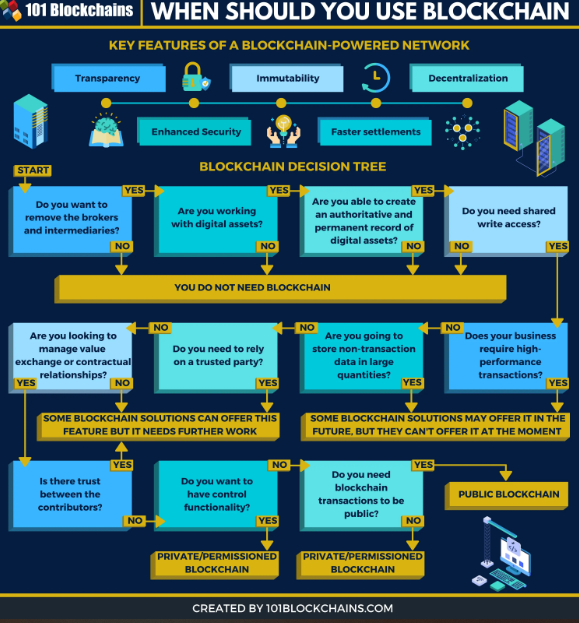 101 Blockchains
WHEN SHOULD YOU USE BLOCKCHAIN
KEY FEATURES OF A BLOCKCHAIN-POWERED NETWORK
Transparency
Immutability
Decentralization
Enhanced Security
Faster settlements
BLOCKCHAIN DECISION TREE
START
Do you want to
remove the brokers
and intermediaries?
YES
NO
Are you working
with digital assets?
YES
NO
Are you able to create
an authoritative and
permanent record of
digital assets?
YES
NO
Do you need shared
write access?
NO
YES
YOU DO NOT NEED BLOCKCHAIN
Are you looking to
manage value
exchange or contractual
relationships?
YES
NO
NO
Do you need to rely
on a trusted party?
YES
NO
Are you going to
store non-transaction
data in large
quantities?
YES
NO
Does your business
require high-
performance
transactions?
YES
SOME BLOCKCHAIN SOLUTIONS CAN OFFER THIS
FEATURE BUT IT NEEDS FURTHER WORK
SOME BLOCKCHAIN SOLUTIONS MAY OFFER IT IN THE
FUTURE, BUT THEY CAN'T OFFER IT AT THE MOMENT
Is there trust
between the
contributors?
YES
NO
Do you want to
have control
functionality?
NO
YES
Do you need
blockchain
transactions to be
public?
YES
NO
PUBLIC BLOCKCHAIN
PRIVATE/PERMISSIONED
BLOCKCHAIN
PRIVATE/PERMISSIONED
BLOCKCHAIN
CREATED BY 101BLOCKCHAINS.COM